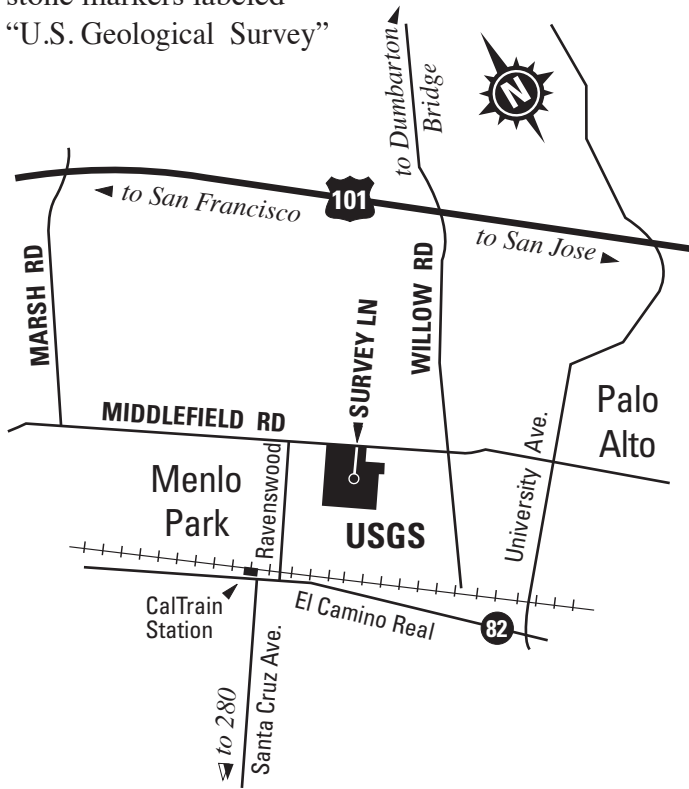 stone markers labeled
“U.S. Geological Survey”
to Dumbarton
Bridge
N
101
to San Francisco
to San Jose
MARSH RD
WILLOW RD
SURVEY LN
MIDDLEFIELD RD
Palo
Alto
University Ave.
Ravenswood
Menlo
Park
USGS
CalTrain
Station
El Camino Real
82
Santa Cruz Ave.
to 280